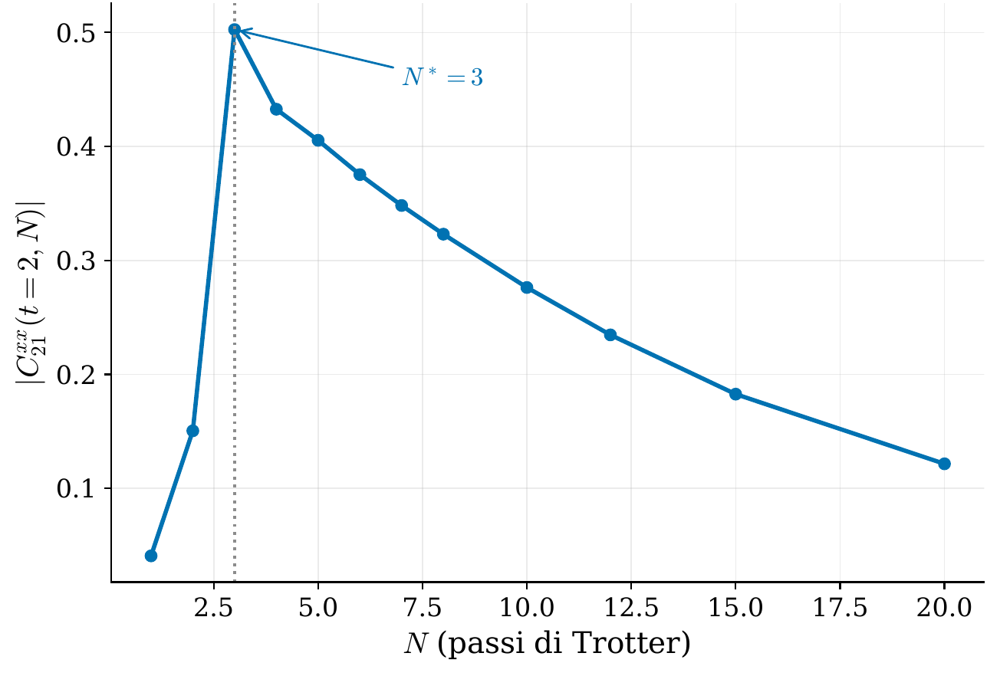 0.5
0.4
0.3
0.2
0.1
|C_{21}^{xx}(t = 2, N)|
N* = 3
2.5 5.0 7.5 10.0 12.5 15.0 17.5 20.0
N (passi di Trotter)